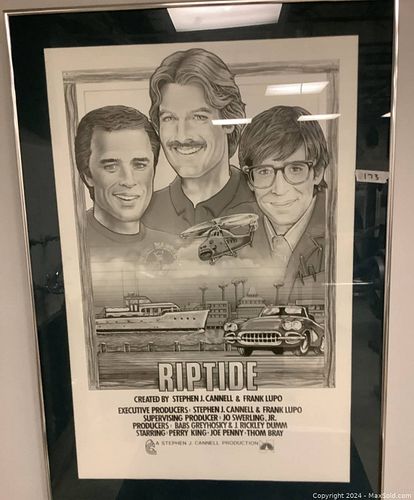 173
RIPTIDE
CREATED BY STEPHEN J. CANNELL & FRANK LUPO
EXECUTIVE PRODUCERS · STEPHEN J. CANNELL & FRANK LUPO
SUPERVISING PRODUCER · JO SWERLING, JR.
PRODUCERS · BABS GREYHOSKY & J. RICKLEY DUMM
STARRING · PERRY KING · JOE PENNY · THOM BRAY
A STEPHEN J. CANNELL PRODUCTION
Copyright © 2024 - MaxSold.com